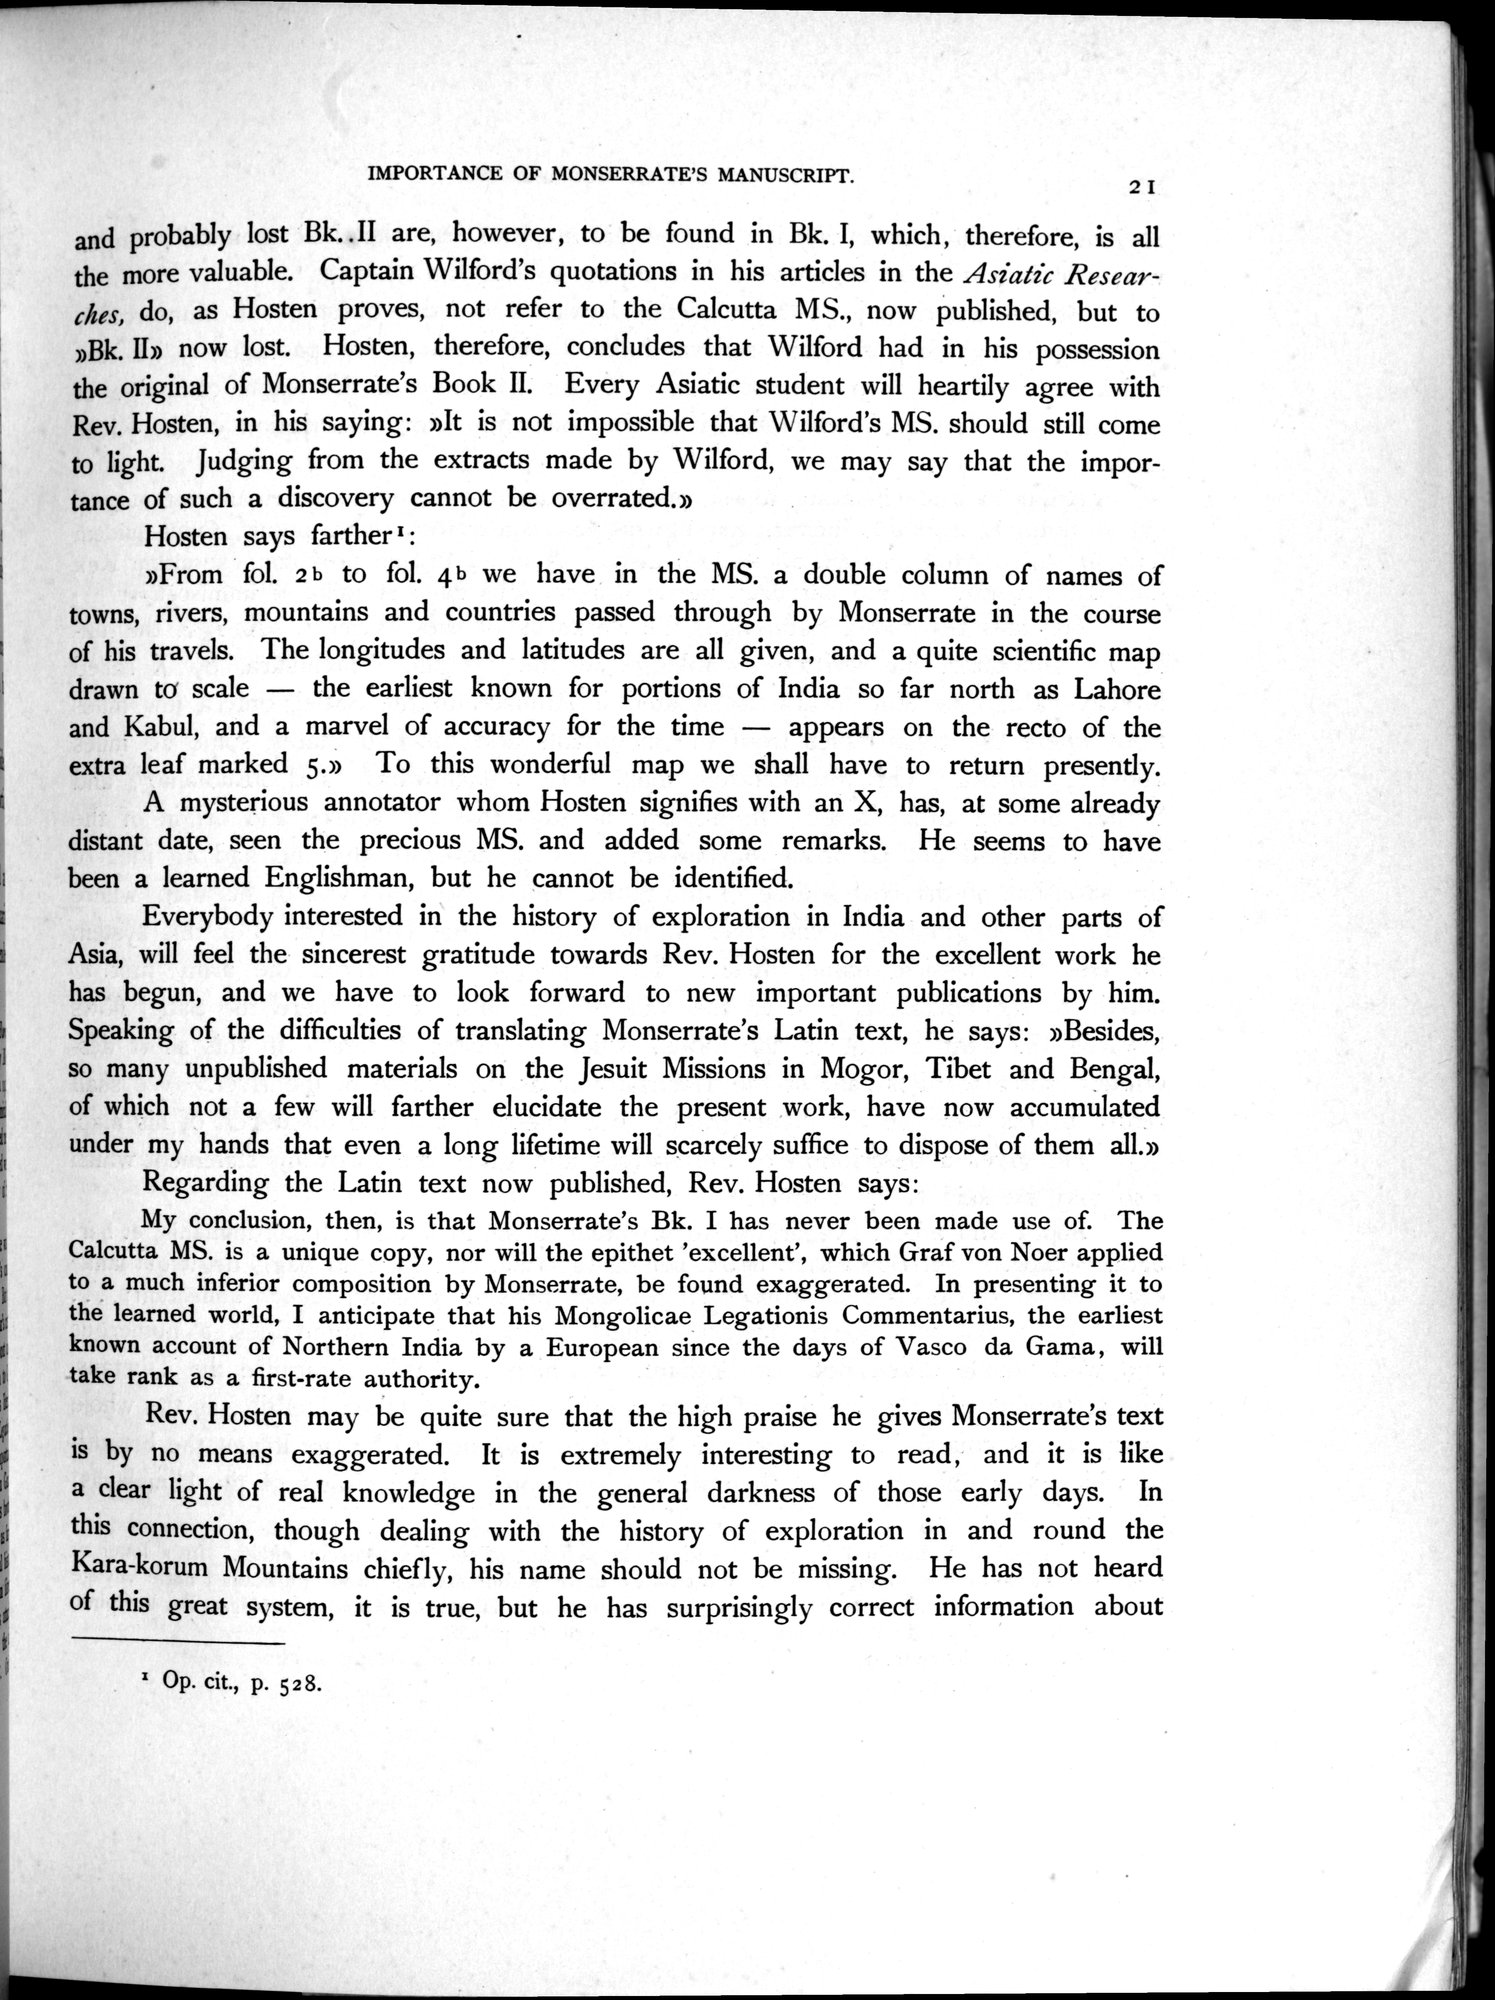 IMPORTANCE OF MONSERRATE'S MANUSCRIPT.
21
and probably lost Bk. II are, however, to be found in Bk. I, which, therefore, is all
the more valuable. Captain Wilford's quotations in his articles in the Asiatic Resear-
ches, do, as Hosten proves, not refer to the Calcutta MS., now published, but to
»Bk. II» now lost. Hosten, therefore, concludes that Wilford had in his possession
the original of Monserrate's Book II. Every Asiatic student will heartily agree with
Rev. Hosten, in his saying: »It is not impossible that Wilford's MS. should still come
to light. Judging from the extracts made by Wilford, we may say that the impor-
tance of such a discovery cannot be overrated.»
Hosten says farther¹:
»From fol. 2b to fol. 4b we have in the MS. a double column of names of
towns, rivers, mountains and countries passed through by Monserrate in the course
of his travels. The longitudes and latitudes are all given, and a quite scientific map
drawn to scale — the earliest known for portions of India so far north as Lahore
and Kabul, and a marvel of accuracy for the time — appears on the recto of the
extra leaf marked 5.» To this wonderful map we shall have to return presently.
A mysterious annotator whom Hosten signifies with an X, has, at some already
distant date, seen the precious MS. and added some remarks. He seems to have
been a learned Englishman, but he cannot be identified.
Everybody interested in the history of exploration in India and other parts of
Asia, will feel the sincerest gratitude towards Rev. Hosten for the excellent work he
has begun, and we have to look forward to new important publications by him.
Speaking of the difficulties of translating Monserrate's Latin text, he says: »Besides,
so many unpublished materials on the Jesuit Missions in Mogor, Tibet and Bengal,
of which not a few will farther elucidate the present work, have now accumulated
under my hands that even a long lifetime will scarcely suffice to dispose of them all.»
Regarding the Latin text now published, Rev. Hosten says:
My conclusion, then, is that Monserrate's Bk. I has never been made use of. The
Calcutta MS. is a unique copy, nor will the epithet 'excellent', which Graf von Noer applied
to a much inferior composition by Monserrate, be found exaggerated. In presenting it to
the learned world, I anticipate that his Mongolicae Legationis Commentarius, the earliest
known account of Northern India by a European since the days of Vasco da Gama, will
take rank as a first-rate authority.
Rev. Hosten may be quite sure that the high praise he gives Monserrate's text
is by no means exaggerated. It is extremely interesting to read, and it is like
a clear light of real knowledge in the general darkness of those early days. In
this connection, though dealing with the history of exploration in and round the
Kara-korum Mountains chiefly, his name should not be missing. He has not heard
of this great system, it is true, but he has surprisingly correct information about
¹ Op. cit., p. 528.